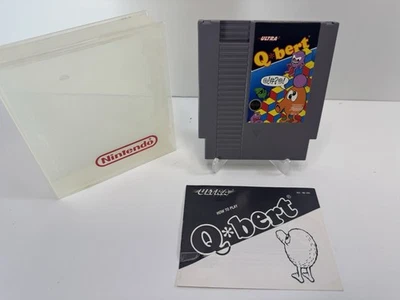 Nintendo
ULTRA
Q*bert
@!#?@!
ULTRA
HOW TO PLAY
Q*bert